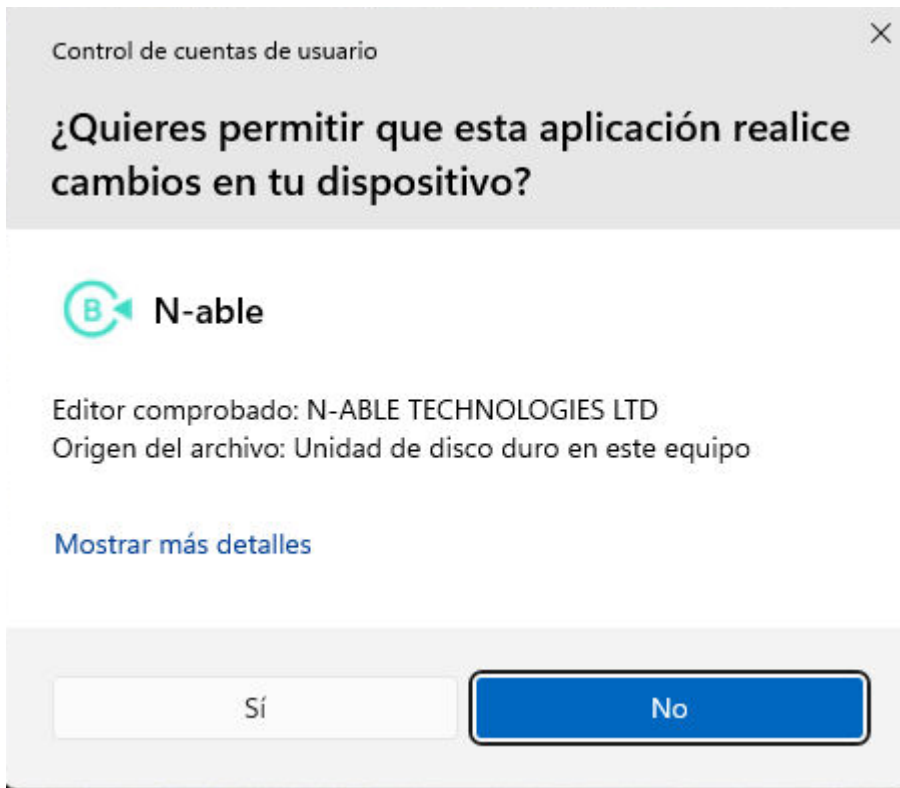 Control de cuentas de usuario
¿Quieres permitir que esta aplicación realice
cambios en tu dispositivo?
B
N-able
Editor comprobado: N-ABLE TECHNOLOGIES LTD
Origen del archivo: Unidad de disco duro en este equipo
Mostrar más detalles
Sí
No